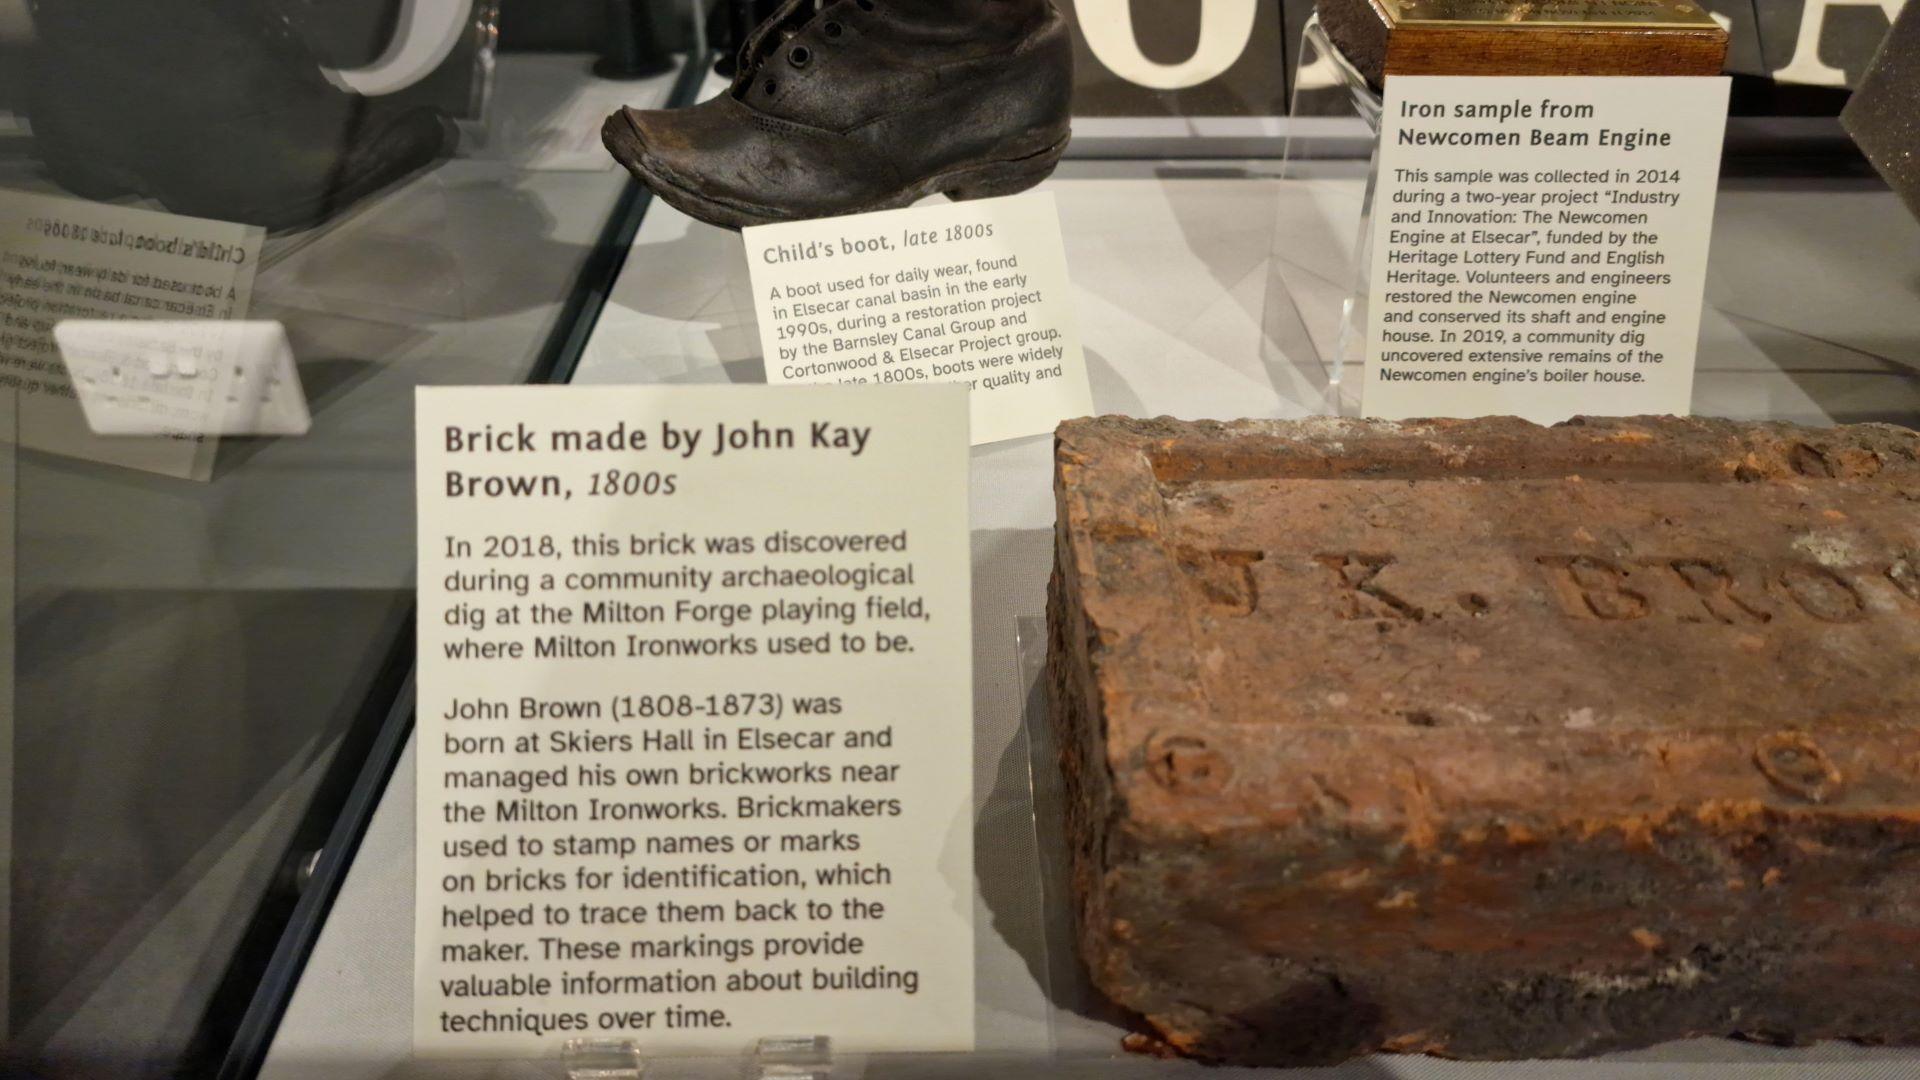 Child's boot, late 1800s
A boot used for daily wear, found
in Elsecar canal basin in the early
1990s, during a restoration project
by the Barnsley Canal Group and
Cortonwood & Elsecar Project group.
late 1800s, boots were widely
quality and
Iron sample from
Newcomen Beam Engine
This sample was collected in 2014
during a two-year project “Industry
and Innovation: The Newcomen
Engine at Elsecar”, funded by the
Heritage Lottery Fund and English
Heritage. Volunteers and engineers
restored the Newcomen engine
and conserved its shaft and engine
house. In 2019, a community dig
uncovered extensive remains of the
Newcomen engine's boiler house.
Brick made by John Kay
Brown, 1800s
In 2018, this brick was discovered
during a community archaeological
dig at the Milton Forge playing field,
where Milton Ironworks used to be.
John Brown (1808-1873) was
born at Skiers Hall in Elsecar and
managed his own brickworks near
the Milton Ironworks. Brickmakers
used to stamp names or marks
on bricks for identification, which
helped to trace them back to the
maker. These markings provide
valuable information about building
techniques over time.
J K. BRO